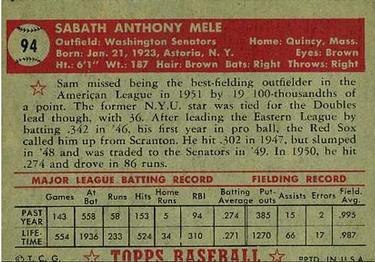 94
SABATH ANTHONY MELE
Outfield: Washington Senators Home: Quincy, Mass.
Born: Jan. 21, 1923, Astoria, N. Y. Eyes: Brown
Ht.: 6'1" Wt.: 187 Hair: Brown Bats: Right Throws: Right
☆ Sam missed being the best-fielding outfielder in the
American League in 1951 by 19 100-thousandths of
a point. The former N.Y.U. star was tied for the Doubles
lead though, with 36. After leading the Eastern League by
batting .342 in '46, his first year in pro ball, the Red Sox
called him up from Scranton. He hit .302 in 1947, but slumped
in '48 and was traded to the Senators in '49. In 1950, he hit
.274 and drove in 86 runs.
MAJOR LEAGUE BATTING RECORD FIELDING RECORD
Games At Bat Runs Hits Home Runs RBI Batting Average Put-outs Assists Errors Field. Avg.
PAST YEAR 143 558 58 153 5 94 .274 385 15 2 .995
LIFE-TIME 554 1936 233 524 34 310 .271 1270 66 17 .987
T. C. G. ★ TOPPS BASEBALL ★ PRTD. IN U.S.A.